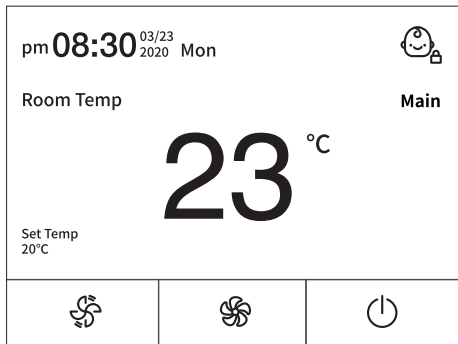 pm 08:30 03/23 2020 Mon
Room Temp
Main
23 °C
Set Temp
20°C